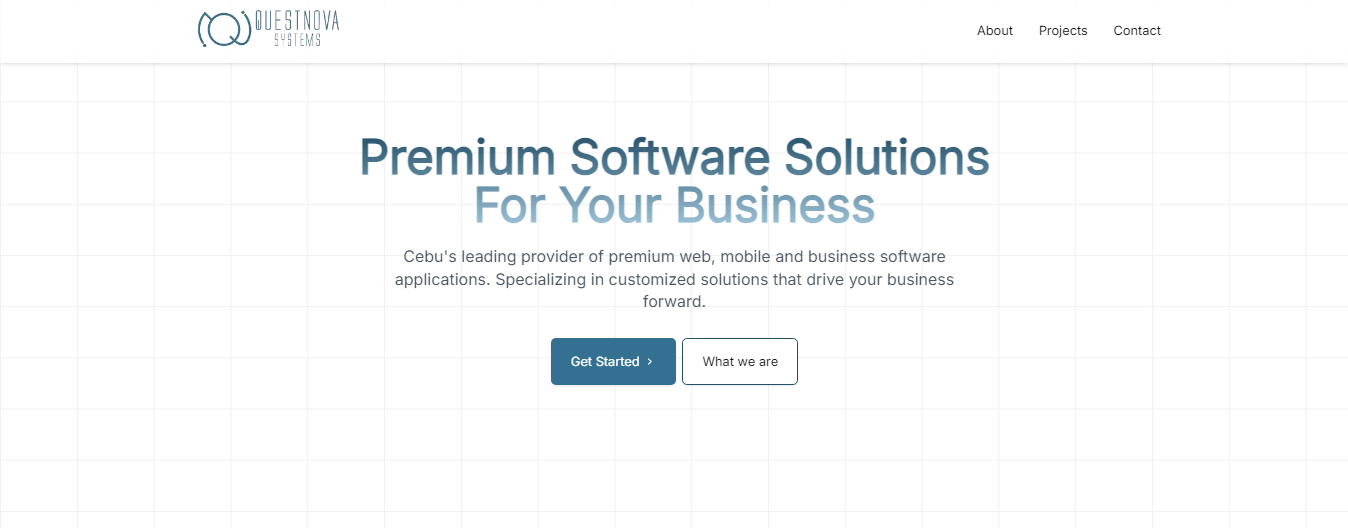 QUESTNOVA
SYSTEMS
About Projects Contact
Premium Software Solutions
For Your Business
Cebu's leading provider of premium web, mobile and business software
applications. Specializing in customized solutions that drive your business
forward.
Get Started › What we are